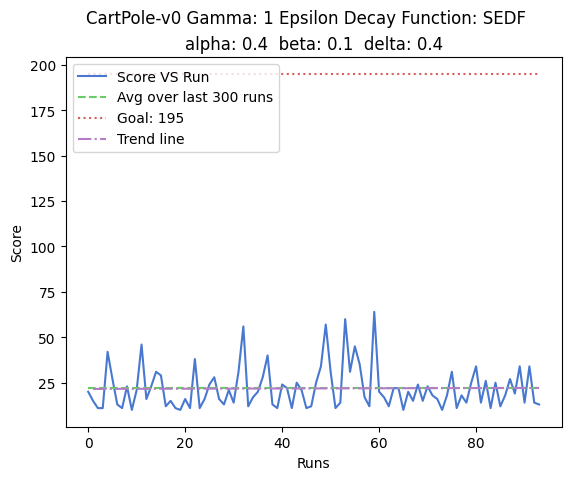 CartPole-v0 Gamma: 1 Epsilon Decay Function: SEDF
alpha: 0.4 beta: 0.1 delta: 0.4
Score VS Run
Avg over last 300 runs
Goal: 195
Trend line
200
175
150
125
100
75
50
25
Score
0
20
40
60
80
Runs